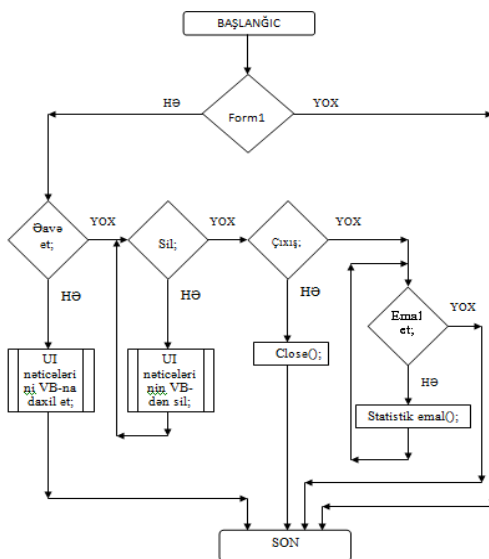 BAŞLANĞIC
HƏ
YOX
Form1
Əavə
et;
YOX
Sil;
YOX
Çıxış;
YOX
HƏ
HƏ
HƏ
Emal
et;
YOX
UI
nəticələri
ni VB-na
daxil et;
UI
nəticələri
nin VB-
dən sil;
Close();
HƏ
Statistik emal();
SON